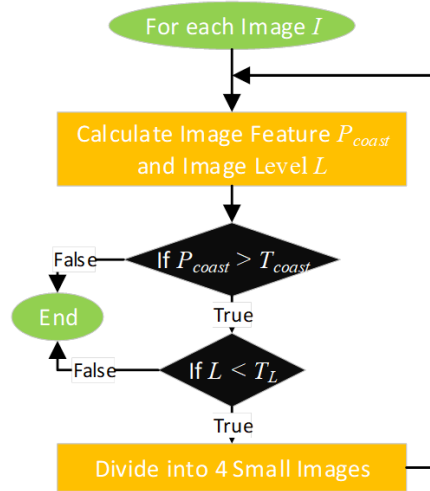 For each Image I
Calculate Image Feature P_coast
and Image Level L
If P_coast > T_coast
False
True
End
If L < T_L
False
True
Divide into 4 Small Images